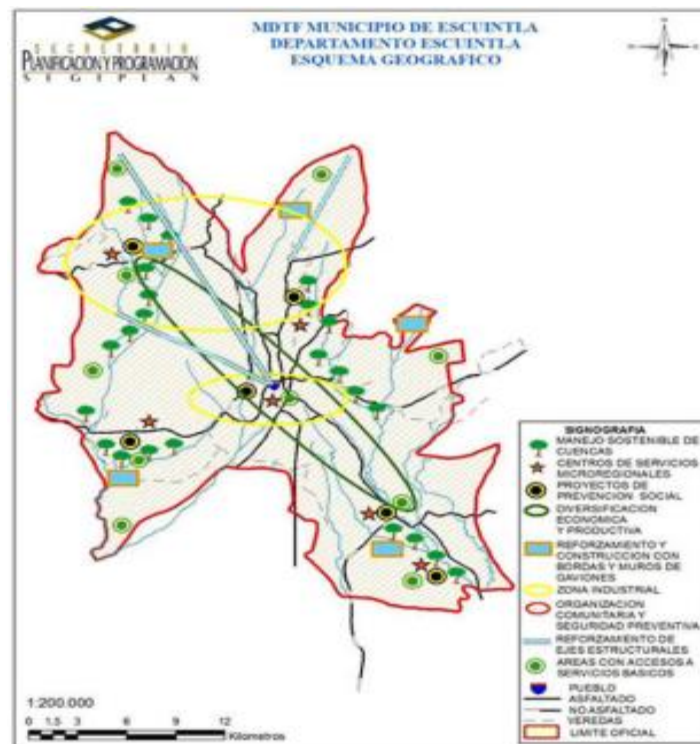 SECRETARIA
PLANIFICACION Y PROGRAMACION
SEGEPLAN
MDTF MUNICIPIO DE ESCUINTLA
DEPARTAMENTO ESCUINTLA
ESQUEMA GEOGRAFICO
SIGNOGRAFIA
MANEJO SOSTENIBLE DE
CUENCAS
CENTROS DE SERVICIOS
MICROREGIONALES
PROYECTOS DE
PREVENCION SOCIAL
DIVERSIFICACION
ECONOMICA
Y PRODUCTIVA
REFORZAMIENTO Y
CONSTRUCCION CON
BORDAS Y MUROS DE
GAVIONES
ZONA INDUSTRIAL
ORGANIZACION
COMUNITARIA Y
SEGURIDAD PREVENTIVA
REFORZAMIENTO DE
EJES ESTRUCTURALES
AREAS CON ACCESOS A
SERVICIOS BASICOS
PUEBLO
ASFALTADO
NO ASFALTADO
VEREDAS
LIMITE OFICIAL
1:200.000
0 1.5 3 6 9 12
Kilometros